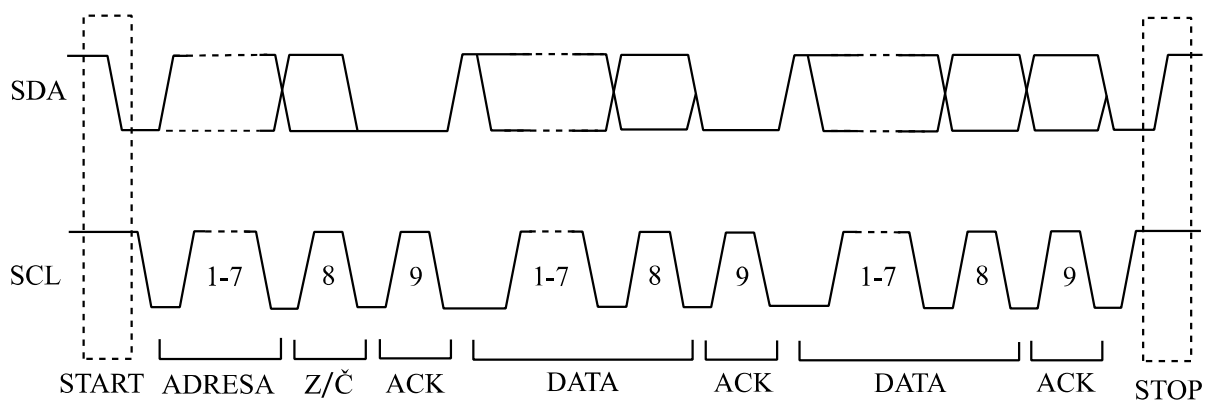 SDA
SCL
1-7 8 9 1-7 8 9 1-7 8 9
START ADRESA Z/Č ACK DATA ACK DATA ACK STOP